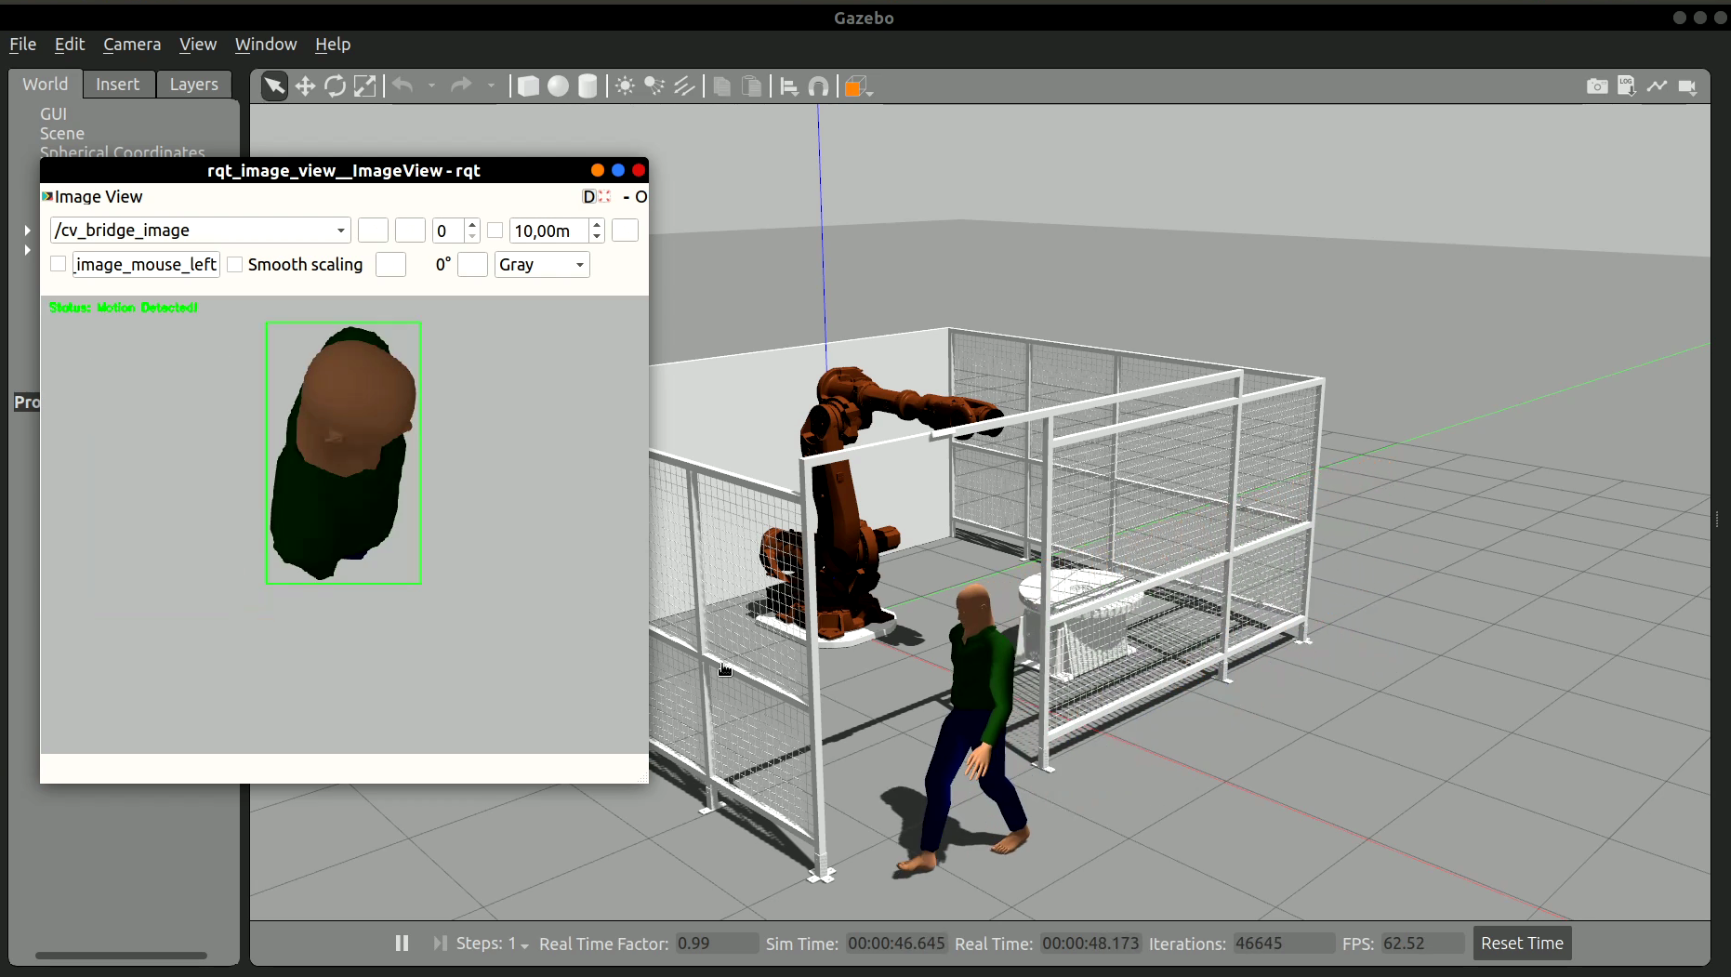 Gazebo
File Edit Camera View Window Help
World Insert Layers
GUI
Scene
Spherical Coordinates
rqt_image_view__ImageView - rqt
Image View D - O
/cv_bridge_image 0 10,00m
_image_mouse_left Smooth scaling 0° Gray
Status: Motion Detected!
Pro
Steps: 1 Real Time Factor: 0.99 Sim Time: 00:00:46.645 Real Time: 00:00:48.173 Iterations: 46645 FPS: 62.52 Reset Time